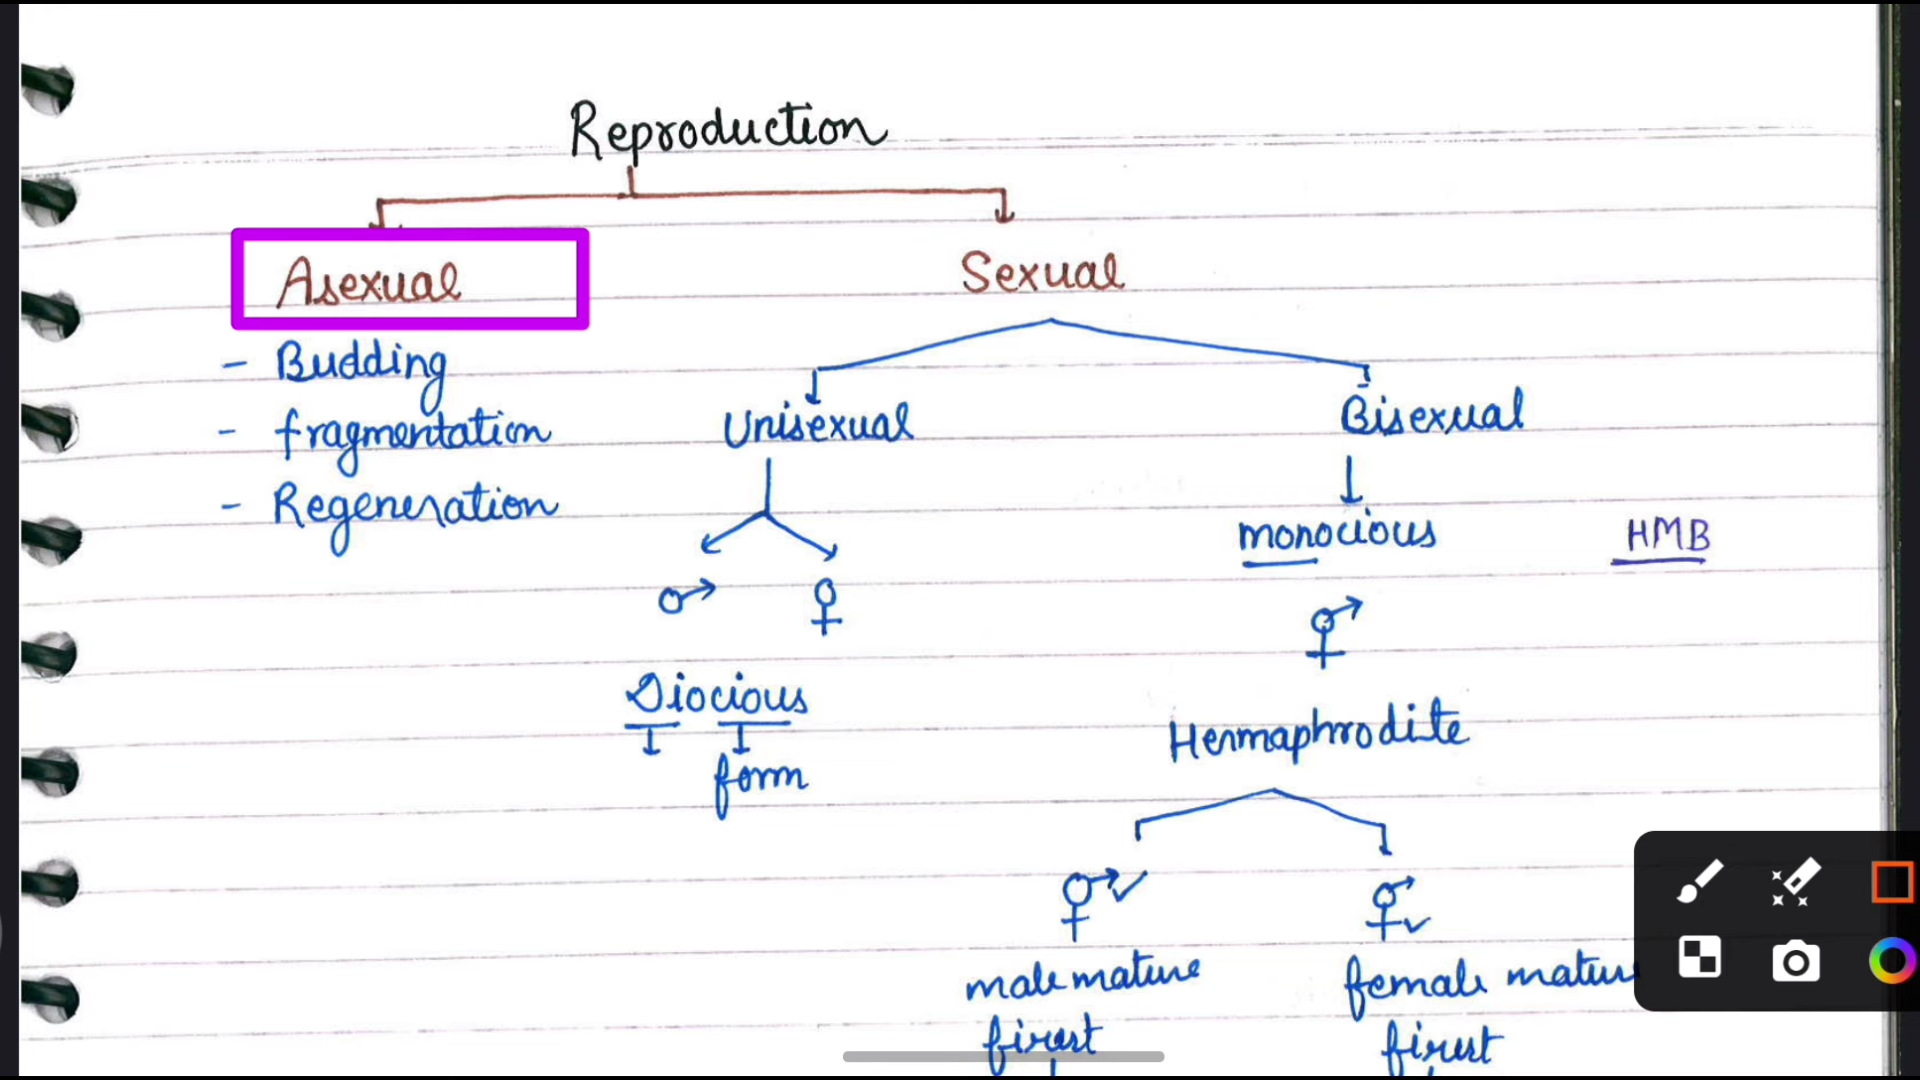 Reproduction
Asexual
Sexual
- Budding
- fragmentation
- Regeneration
Unisexual
Bisexual
monocious
HMB
Diocious
form
Hermaphrodite
male mature
first
female mature
first